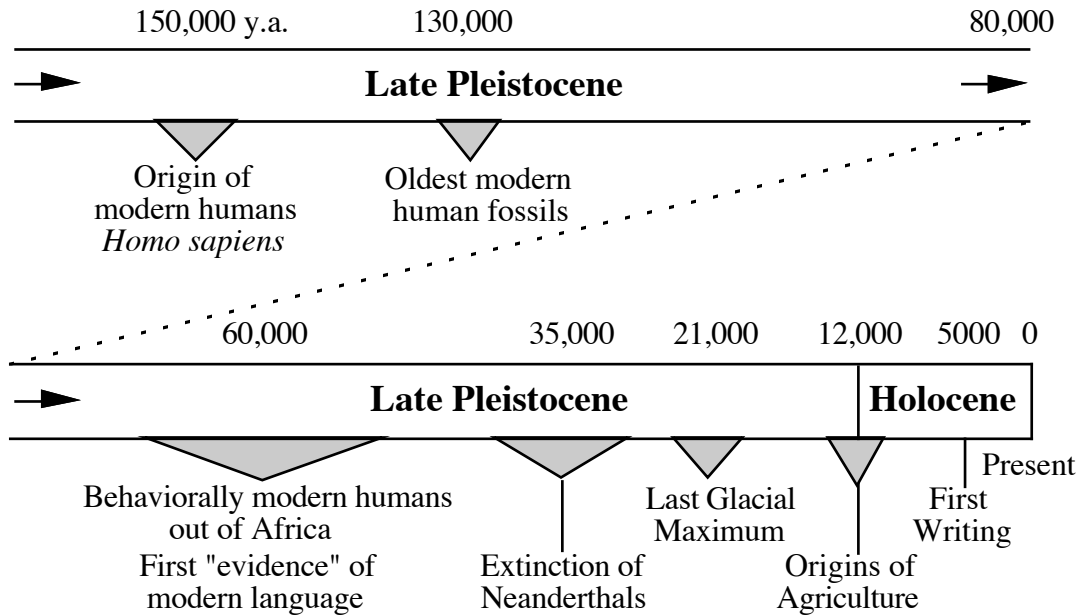 150,000 y.a. 130,000 80,000
Late Pleistocene
Origin of
modern humans
Homo sapiens
Oldest modern
human fossils
60,000 35,000 21,000 12,000 5000 0
Late Pleistocene Holocene
Behaviorally modern humans
out of Africa
First "evidence" of
modern language
Extinction of
Neanderthals
Last Glacial
Maximum
Origins of
Agriculture
First
Writing
Present